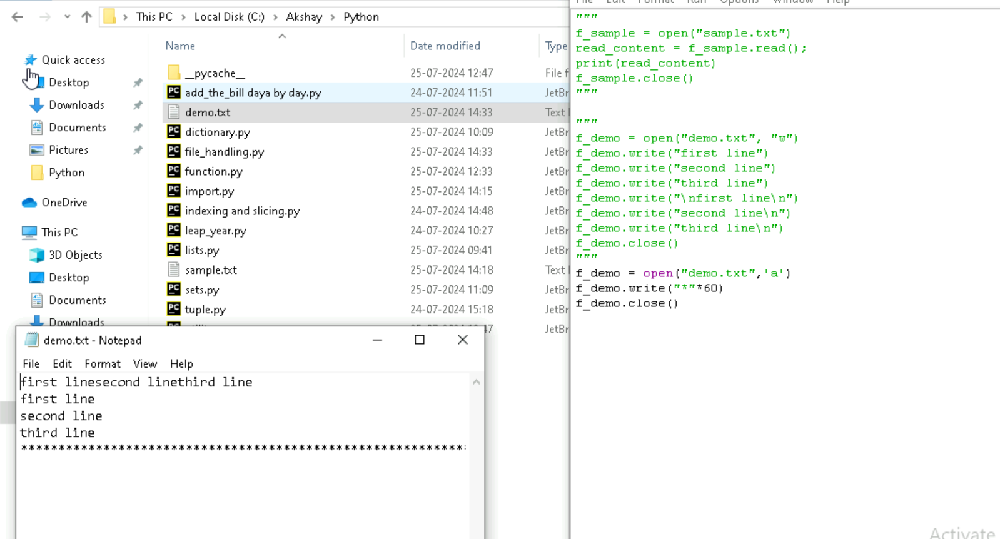 This PC > Local Disk (C:) > Akshay > Python
Name Date modified Type
Quick access
Desktop
Downloads
Documents
Pictures
Python
OneDrive
This PC
3D Objects
Desktop
Documents
Downloads
__pycache__ 25-07-2024 12:47 File f
add_the_bill daya by day.py 24-07-2024 11:51 JetBr
demo.txt 25-07-2024 14:33 Text
dictionary.py 25-07-2024 10:09 JetBr
file_handling.py 25-07-2024 14:33 JetBr
function.py 25-07-2024 12:33 JetBr
import.py 25-07-2024 14:15 JetBr
indexing and slicing.py 24-07-2024 14:48 JetBr
leap_year.py 24-07-2024 10:27 JetBr
lists.py 25-07-2024 09:41 JetBr
sample.txt 25-07-2024 14:18 Text
sets.py 25-07-2024 11:09 JetBr
tuple.py 24-07-2024 15:18 JetBr
JetBr
demo.txt - Notepad
File Edit Format View Help
first linesecond linethird line
first line
second line
third line
************************************************************
File Edit Format Run Options Window Help
"""
f_sample = open("sample.txt")
read_content = f_sample.read();
print(read_content)
f_sample.close()
"""
"""
f_demo = open("demo.txt", "w")
f_demo.write("first line")
f_demo.write("second line")
f_demo.write("third line")
f_demo.write("\nfirst line\n")
f_demo.write("second line\n")
f_demo.write("third line\n")
f_demo.close()
"""
f_demo = open("demo.txt",'a')
f_demo.write("*"*60)
f_demo.close()
Activate